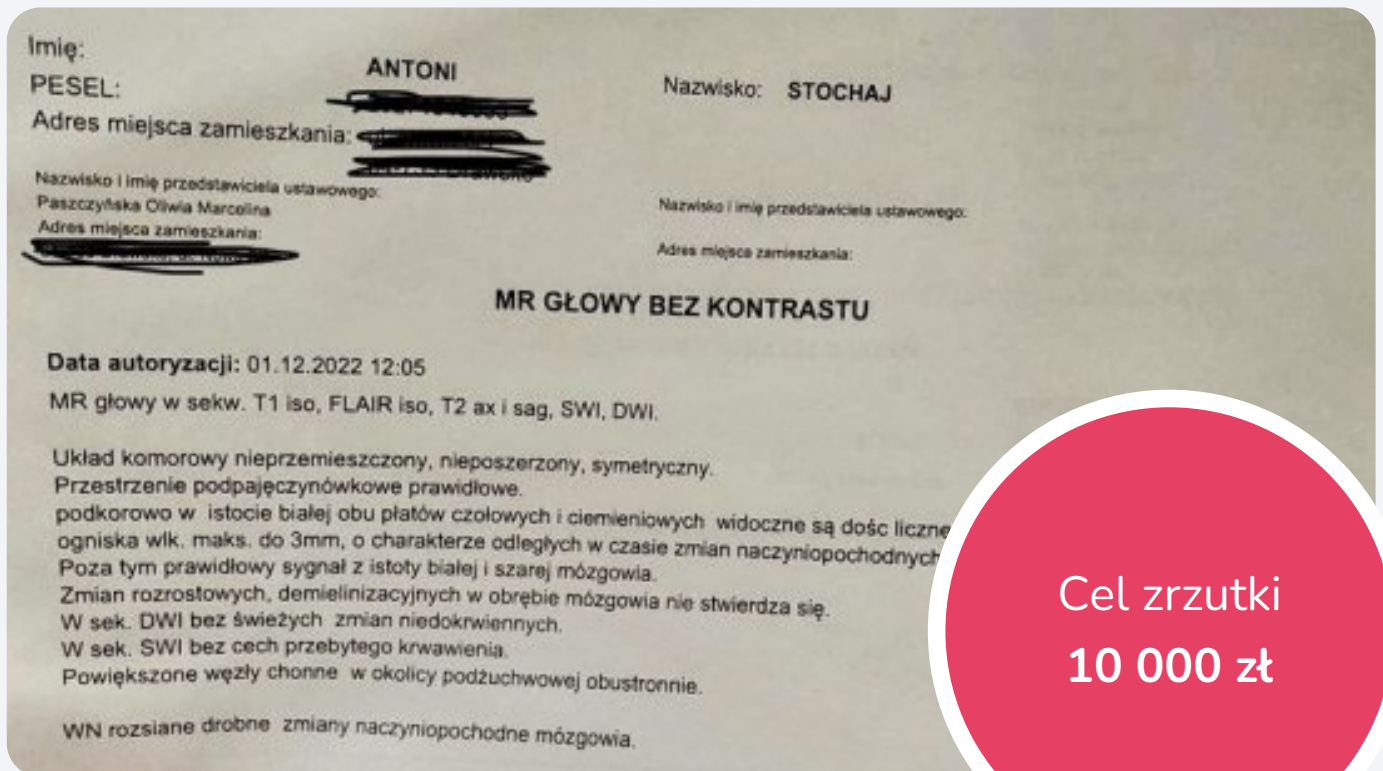 Imię: ANTONI
Nazwisko: STOCHAJ
PESEL:
Adres miejsca zamieszkania:
Nazwisko i imię przedstawiciela ustawowego:
Paszczyńska Oliwia Marcelina
Adres miejsca zamieszkania:
Nazwisko i imię przedstawiciela ustawowego:
Adres miejsca zamieszkania:
MR GŁOWY BEZ KONTRASTU
Data autoryzacji: 01.12.2022 12:05
MR głowy w sekw. T1 iso, FLAIR iso, T2 ax i sag, SWI, DWI.
Układ komorowy nieprzemieszczony, nieposzerzony, symetryczny.
Przestrzenie podpajęczynówkowe prawidłowe.
podkorowo w istocie białej obu płatów czołowych i ciemieniowych widoczne są dośc liczne
ogniska wlk. maks. do 3mm, o charakterze odległych w czasie zmian naczyniopochodnych
Poza tym prawidłowy sygnał z istoty białej i szarej mózgowia.
Zmian rozrostowych, demielinizacyjnych w obrębie mózgowia nie stwierdza się.
W sek. DWI bez świeżych zmian niedokrwiennych.
W sek. SWI bez cech przebytego krwawienia.
Powiększone węzły chonne w okolicy podżuchwowej obustronnie.
WN rozsiane drobne zmiany naczyniopochodne mózgowia.
Cel zrzutki
10 000 zł